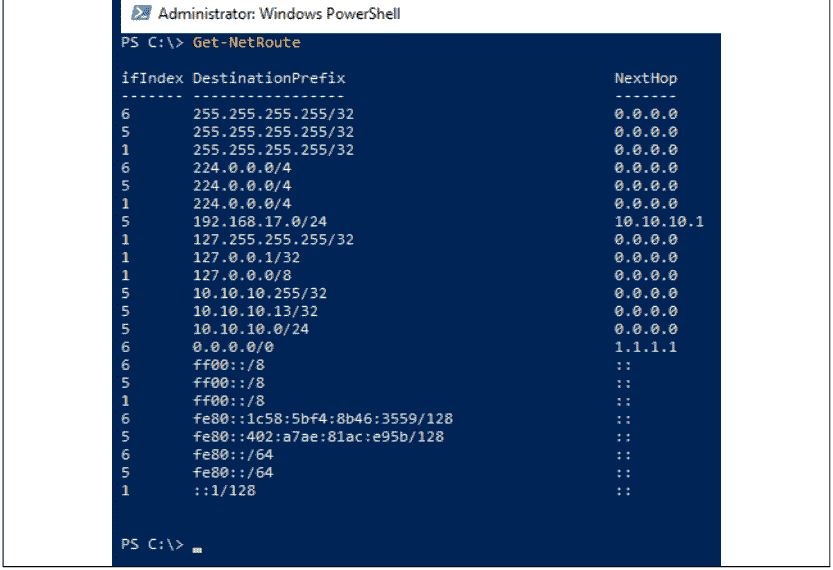 Administrator: Windows PowerShell
PS C:\> Get-NetRoute
ifIndex DestinationPrefix NextHop
------- ----------------- -------
6 255.255.255.255/32 0.0.0.0
5 255.255.255.255/32 0.0.0.0
1 255.255.255.255/32 0.0.0.0
6 224.0.0.0/4 0.0.0.0
5 224.0.0.0/4 0.0.0.0
1 224.0.0.0/4 0.0.0.0
5 192.168.17.0/24 10.10.10.1
1 127.255.255.255/32 0.0.0.0
1 127.0.0.1/32 0.0.0.0
1 127.0.0.0/8 0.0.0.0
5 10.10.10.255/32 0.0.0.0
5 10.10.10.13/32 0.0.0.0
5 10.10.10.0/24 0.0.0.0
6 0.0.0.0/0 1.1.1.1
6 ff00::/8 ::
5 ff00::/8 ::
1 ff00::/8 ::
6 fe80::1c58:5bf4:8b46:3559/128 ::
5 fe80::402:a7ae:81ac:e95b/128 ::
6 fe80::/64 ::
5 fe80::/64 ::
1 ::1/128 ::
PS C:\> _